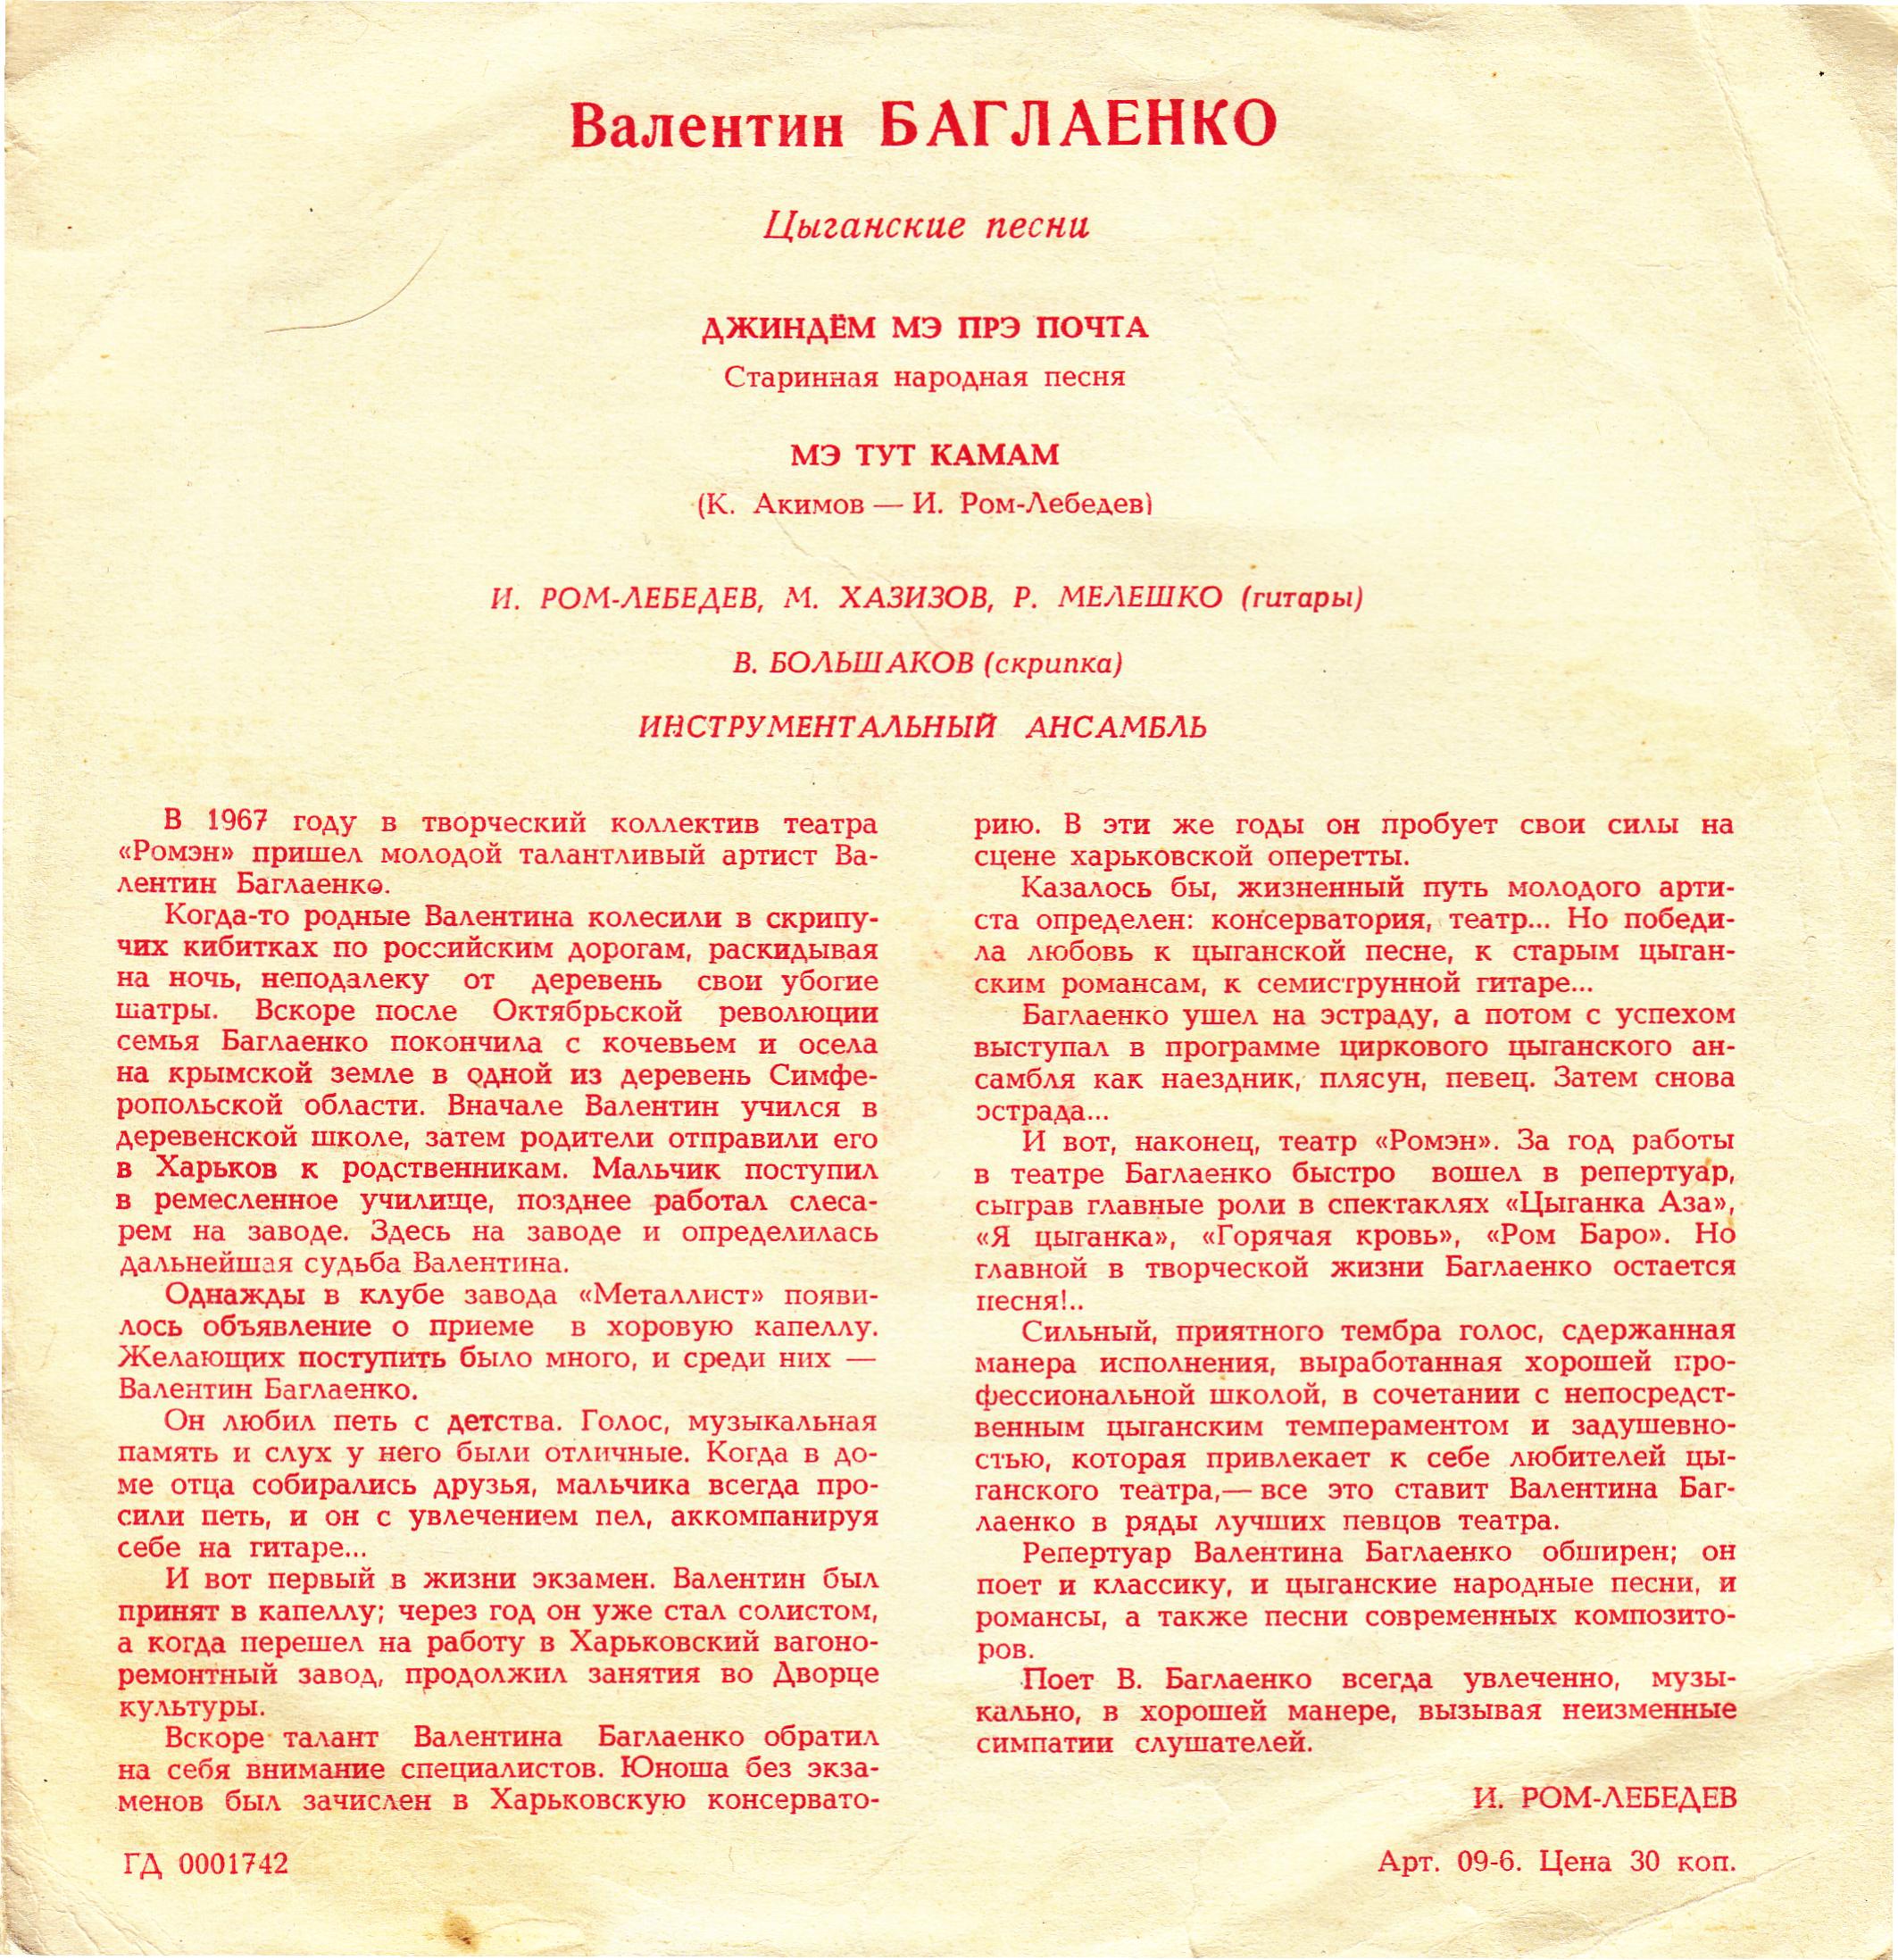 Валентин БАГЛАЕНКО
Цыганские песни
ДЖИНДЁМ МЭ ПРЭ ПОЧТА
Старинная народная песня
МЭ ТУТ КАМАМ
(К. Акимов — И. Ром-Лебедев)
И. РОМ-ЛЕБЕДЕВ, М. ХАЗИЗОВ, Р. МЕЛЕШКО (гитары)
В. БОЛЬШАКОВ (скрипка)
ИНСТРУМЕНТАЛЬНЫЙ АНСАМБЛЬ
В 1967 году в творческий коллектив театра
«Ромэн» пришел молодой талантливый артист Ва-
лентин Баглаенко.
Когда-то родные Валентина колесили в скрипу-
чих кибитках по российским дорогам, раскидывая
на ночь, неподалеку от деревень свои убогие
шатры. Вскоре после Октябрьской революции
семья Баглаенко покончила с кочевьем и осела
на крымской земле в одной из деревень Симфе-
ропольской области. Вначале Валентин учился в
деревенской школе, затем родители отправили его
в Харьков к родственникам. Мальчик поступил
в ремесленное училище, позднее работал слеса-
рем на заводе. Здесь на заводе и определилась
дальнейшая судьба Валентина.
Однажды в клубе завода «Металлист» появи-
лось объявление о приеме в хоровую капеллу.
Желающих поступить было много, и среди них —
Валентин Баглаенко.
Он любил петь с детства. Голос, музыкальная
память и слух у него были отличные. Когда в до-
ме отца собирались друзья, мальчика всегда про-
сили петь, и он с увлечением пел, аккомпанируя
себе на гитаре...
И вот первый в жизни экзамен. Валентин был
принят в капеллу; через год он уже стал солистом,
а когда перешел на работу в Харьковский вагоно-
ремонтный завод, продолжил занятия во Дворце
культуры.
Вскоре талант Валентина Баглаенко обратил
на себя внимание специалистов. Юноша без экза-
менов был зачислен в Харьковскую консервато-
рию. В эти же годы он пробует свои силы на
сцене харьковской оперетты.
Казалось бы, жизненный путь молодого арти-
ста определен: консерватория, театр... Но победи-
ла любовь к цыганской песне, к старым цыган-
ским романсам, к семиструнной гитаре...
Баглаенко ушел на эстраду, а потом с успехом
выступал в программе циркового цыганского ан-
самбля как наездник, плясун, певец. Затем снова
эстрада...
И вот, наконец, театр «Ромэн». За год работы
в театре Баглаенко быстро вошел в репертуар,
сыграв главные роли в спектаклях «Цыганка Аза»,
«Я цыганка», «Горячая кровь», «Ром Баро». Но
главной в творческой жизни Баглаенко остается
песня!..
Сильный, приятного тембра голос, сдержанная
манера исполнения, выработанная хорошей про-
фессиональной школой, в сочетании с непосредст-
венным цыганским темпераментом и задушевно-
стью, которая привлекает к себе любителей цы-
ганского театра,— все это ставит Валентина Баг-
лаенко в ряды лучших певцов театра.
Репертуар Валентина Баглаенко обширен; он
поет и классику, и цыганские народные песни, и
романсы, а также песни современных композито-
ров.
Поет В. Баглаенко всегда увлеченно, музы-
кально, в хорошей манере, вызывая неизменные
симпатии слушателей.
И. РОМ-ЛЕБЕДЕВ
ГД 0001742
Арт. 09-6. Цена 30 коп.